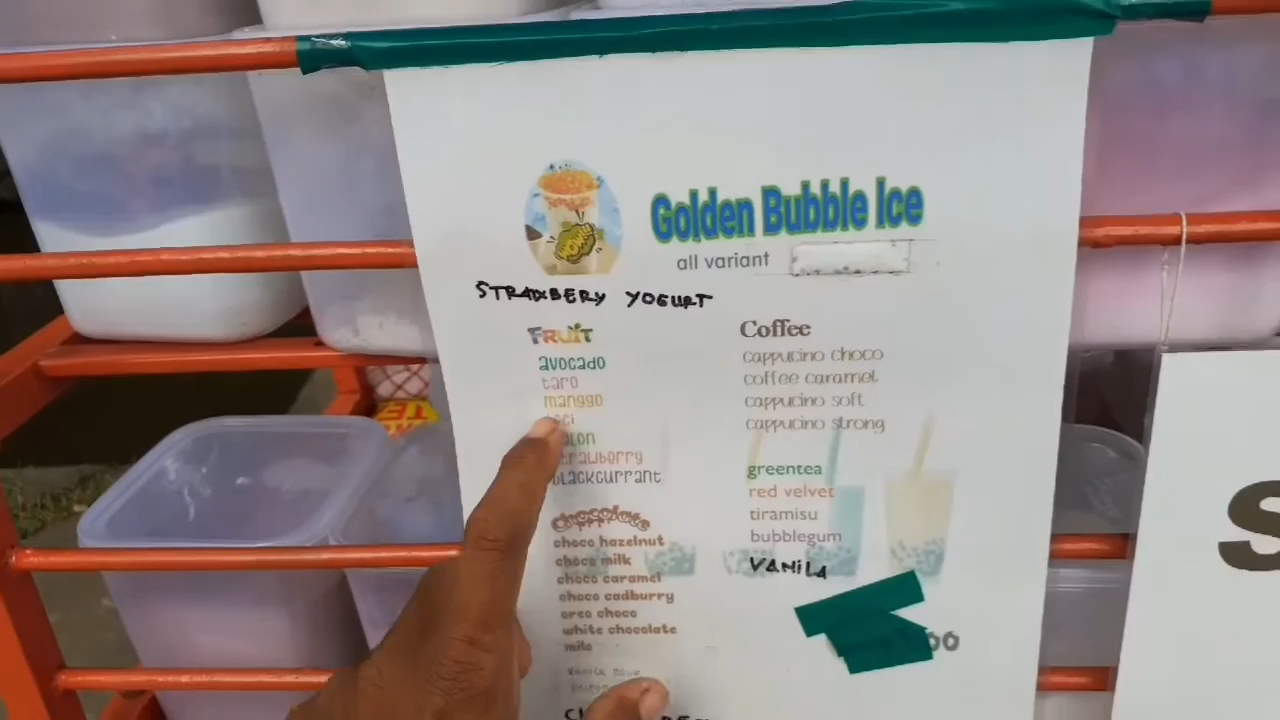 Golden Bubble Ice
all variant
STRAWBERY YOGURT
FRUIT
avocado
taro
manggo
strawberry
blackcurrant
Chocolate
choco hazelnut
choco milk
choco caramel
choco cadburry
oreo choco
white chocolate
milo
Coffee
cappucino choco
coffee caramel
cappucino soft
cappucino strong
greentea
red velvet
tiramisu
bubblegum
VANILA
00
S